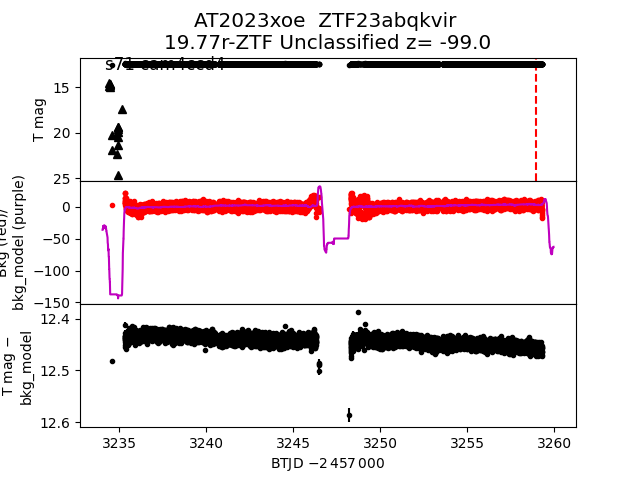 AT2023xoe ZTF23abqkvir
19.77r-ZTF Unclassified z= -99.0
s71 cam4ccd4
T mag
15
20
25
Bkg (red)/
bkg_model (purple)
0
−50
−100
−150
T mag −
bkg_model
12.4
12.5
12.6
3235
3240
3245
3250
3255
3260
BTJD −2 457 000